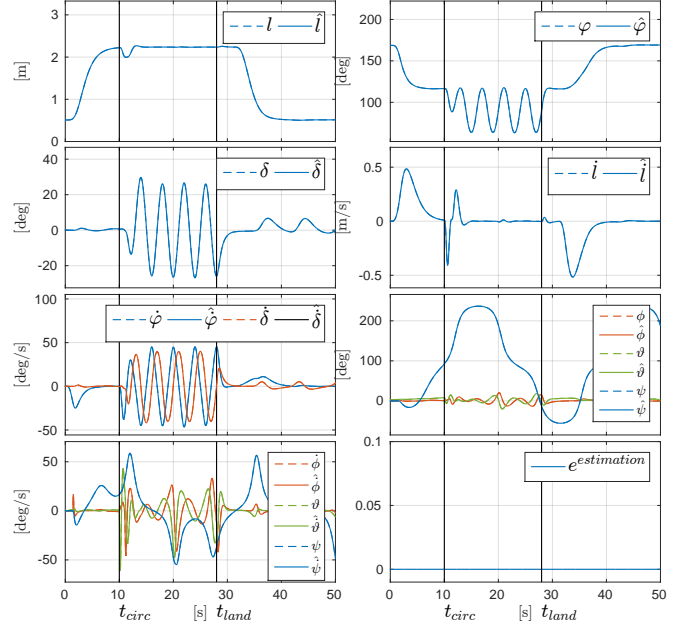 l l̂
[m]
3
2
1
0
φ φ̂
[deg]
200
150
100
50
δ δ̂
[deg]
40
20
0
-20
l̇ l̇̂
[m/s]
0.5
0
-0.5
φ̇ φ̇̂ δ̇ δ̇̂
[deg/s]
100
50
0
-50
ϕ
ϕ̂
ϑ
ϑ̂
ψ
ψ̂
[deg]
200
100
0
ϕ̇
ϕ̇̂
ϑ̇
ϑ̇̂
ψ̇
ψ̇̂
[deg/s]
50
0
-50
0 10 20 30 40 50
t_circ [s] t_land
e^estimation
0.1
0.05
0
0 10 20 30 40 50
t_circ [s] t_land